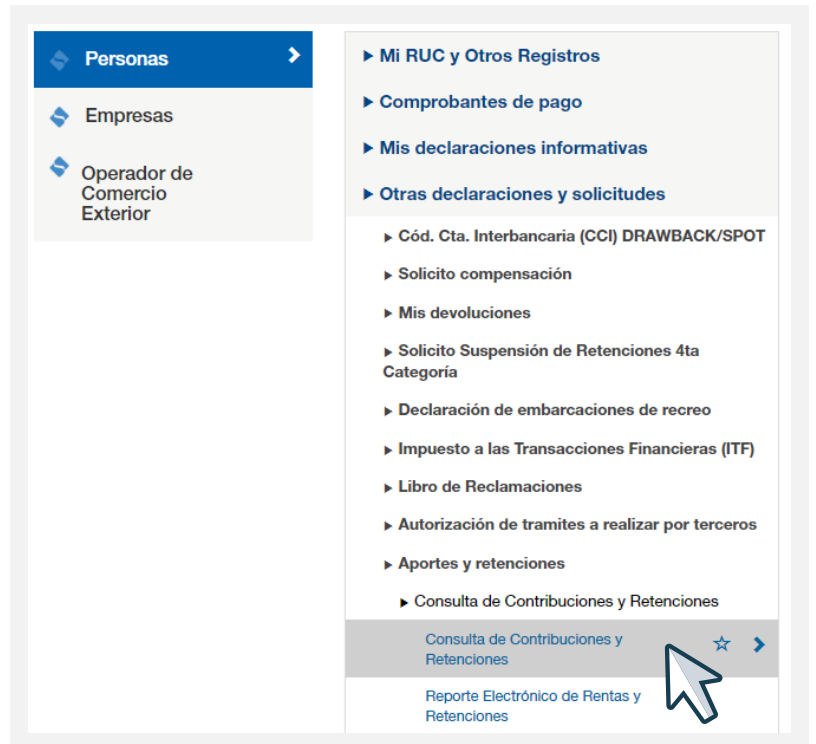 Personas
Empresas
Operador de
Comercio
Exterior
Mi RUC y Otros Registros
Comprobantes de pago
Mis declaraciones informativas
Otras declaraciones y solicitudes
Cód. Cta. Interbancaria (CCI) DRAWBACK/SPOT
Solicito compensación
Mis devoluciones
Solicito Suspensión de Retenciones 4ta
Categoría
Declaración de embarcaciones de recreo
Impuesto a las Transacciones Financieras (ITF)
Libro de Reclamaciones
Autorización de tramites a realizar por terceros
Aportes y retenciones
Consulta de Contribuciones y Retenciones
Consulta de Contribuciones y
Retenciones
Reporte Electrónico de Rentas y
Retenciones